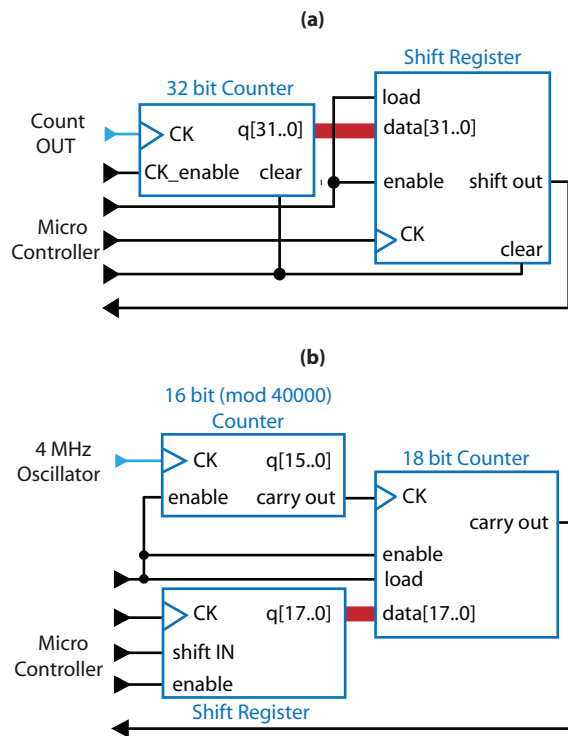 (a)
Shift Register
32 bit Counter
load
Count
OUT
CK
q[31..0]
data[31..0]
CK_enable
clear
enable
shift out
Micro
Controller
CK
clear
(b)
16 bit (mod 40000)
Counter
4 MHz
Oscillator
CK
q[15..0]
18 bit Counter
enable
carry out
CK
carry out
enable
load
CK
q[17..0]
data[17..0]
Micro
Controller
shift IN
enable
Shift Register